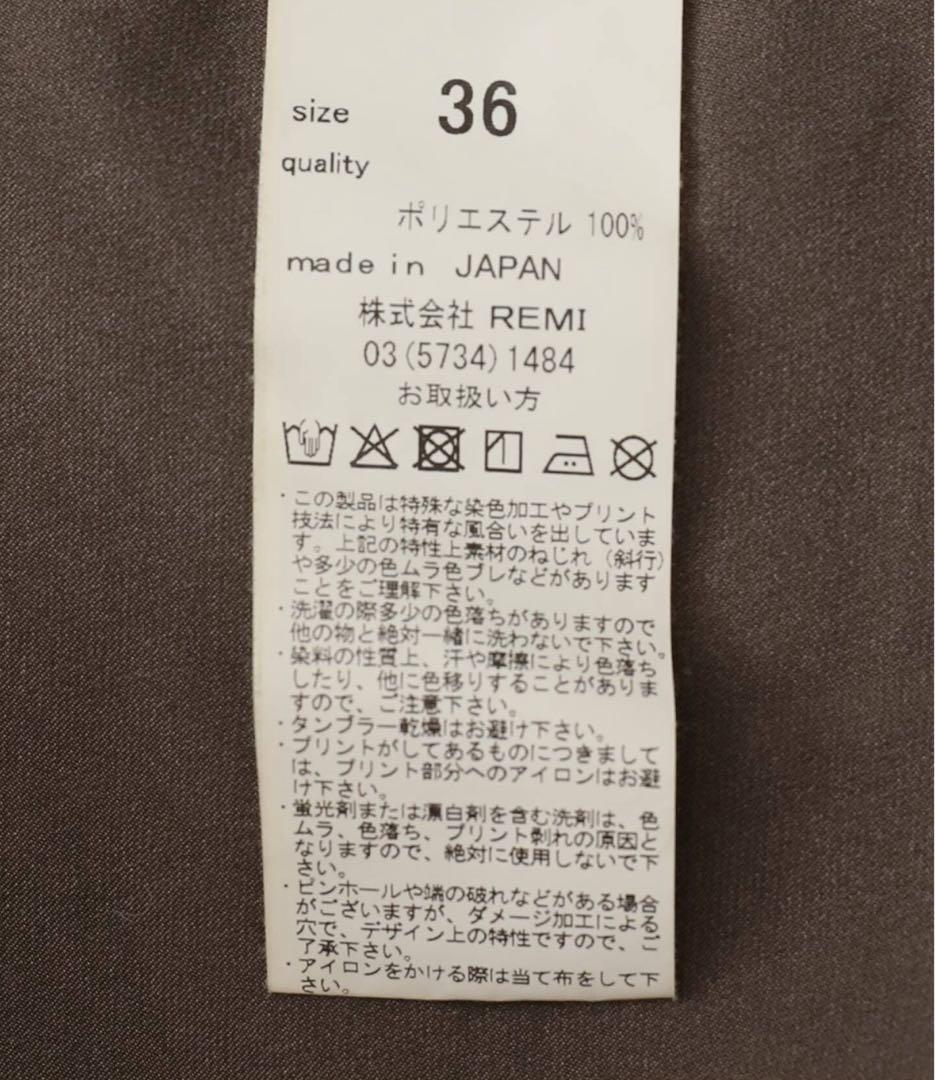 size 36
quality
ポリエステル 100%
made in JAPAN
株式会社 REMI
03(5734)1484
お取扱い方
・この製品は特殊な染色加工やプリント
技法により特有な風合いを出していま
す。上記の特性上素材のねじれ（斜行）
や多少の色ムラ色ブレなどがあります
ことをご理解下さい。
・洗濯の際多少の色落ちがありますので
他の物と絶対一緒に洗わないで下さい。
・染料の性質上、汗や摩擦により色落ち
したり、他に色移りすることがありま
すので、ご注意下さい。
・タンブラー乾燥はお避け下さい。
・プリントがしてあるものにつきまして
は、プリント部分へのアイロンはお避
け下さい。
・蛍光剤または漂白剤を含む洗剤は、色
ムラ、色落ち、プリント剥れの原因と
なりますので、絶対に使用しないで下
さい。
・ピンホールや端の破れなどがある場合
がございますが、ダメージ加工による
穴で、デザイン上の特性ですので、ご
了承下さい。
・アイロンをかける際は当て布をして下
さい。